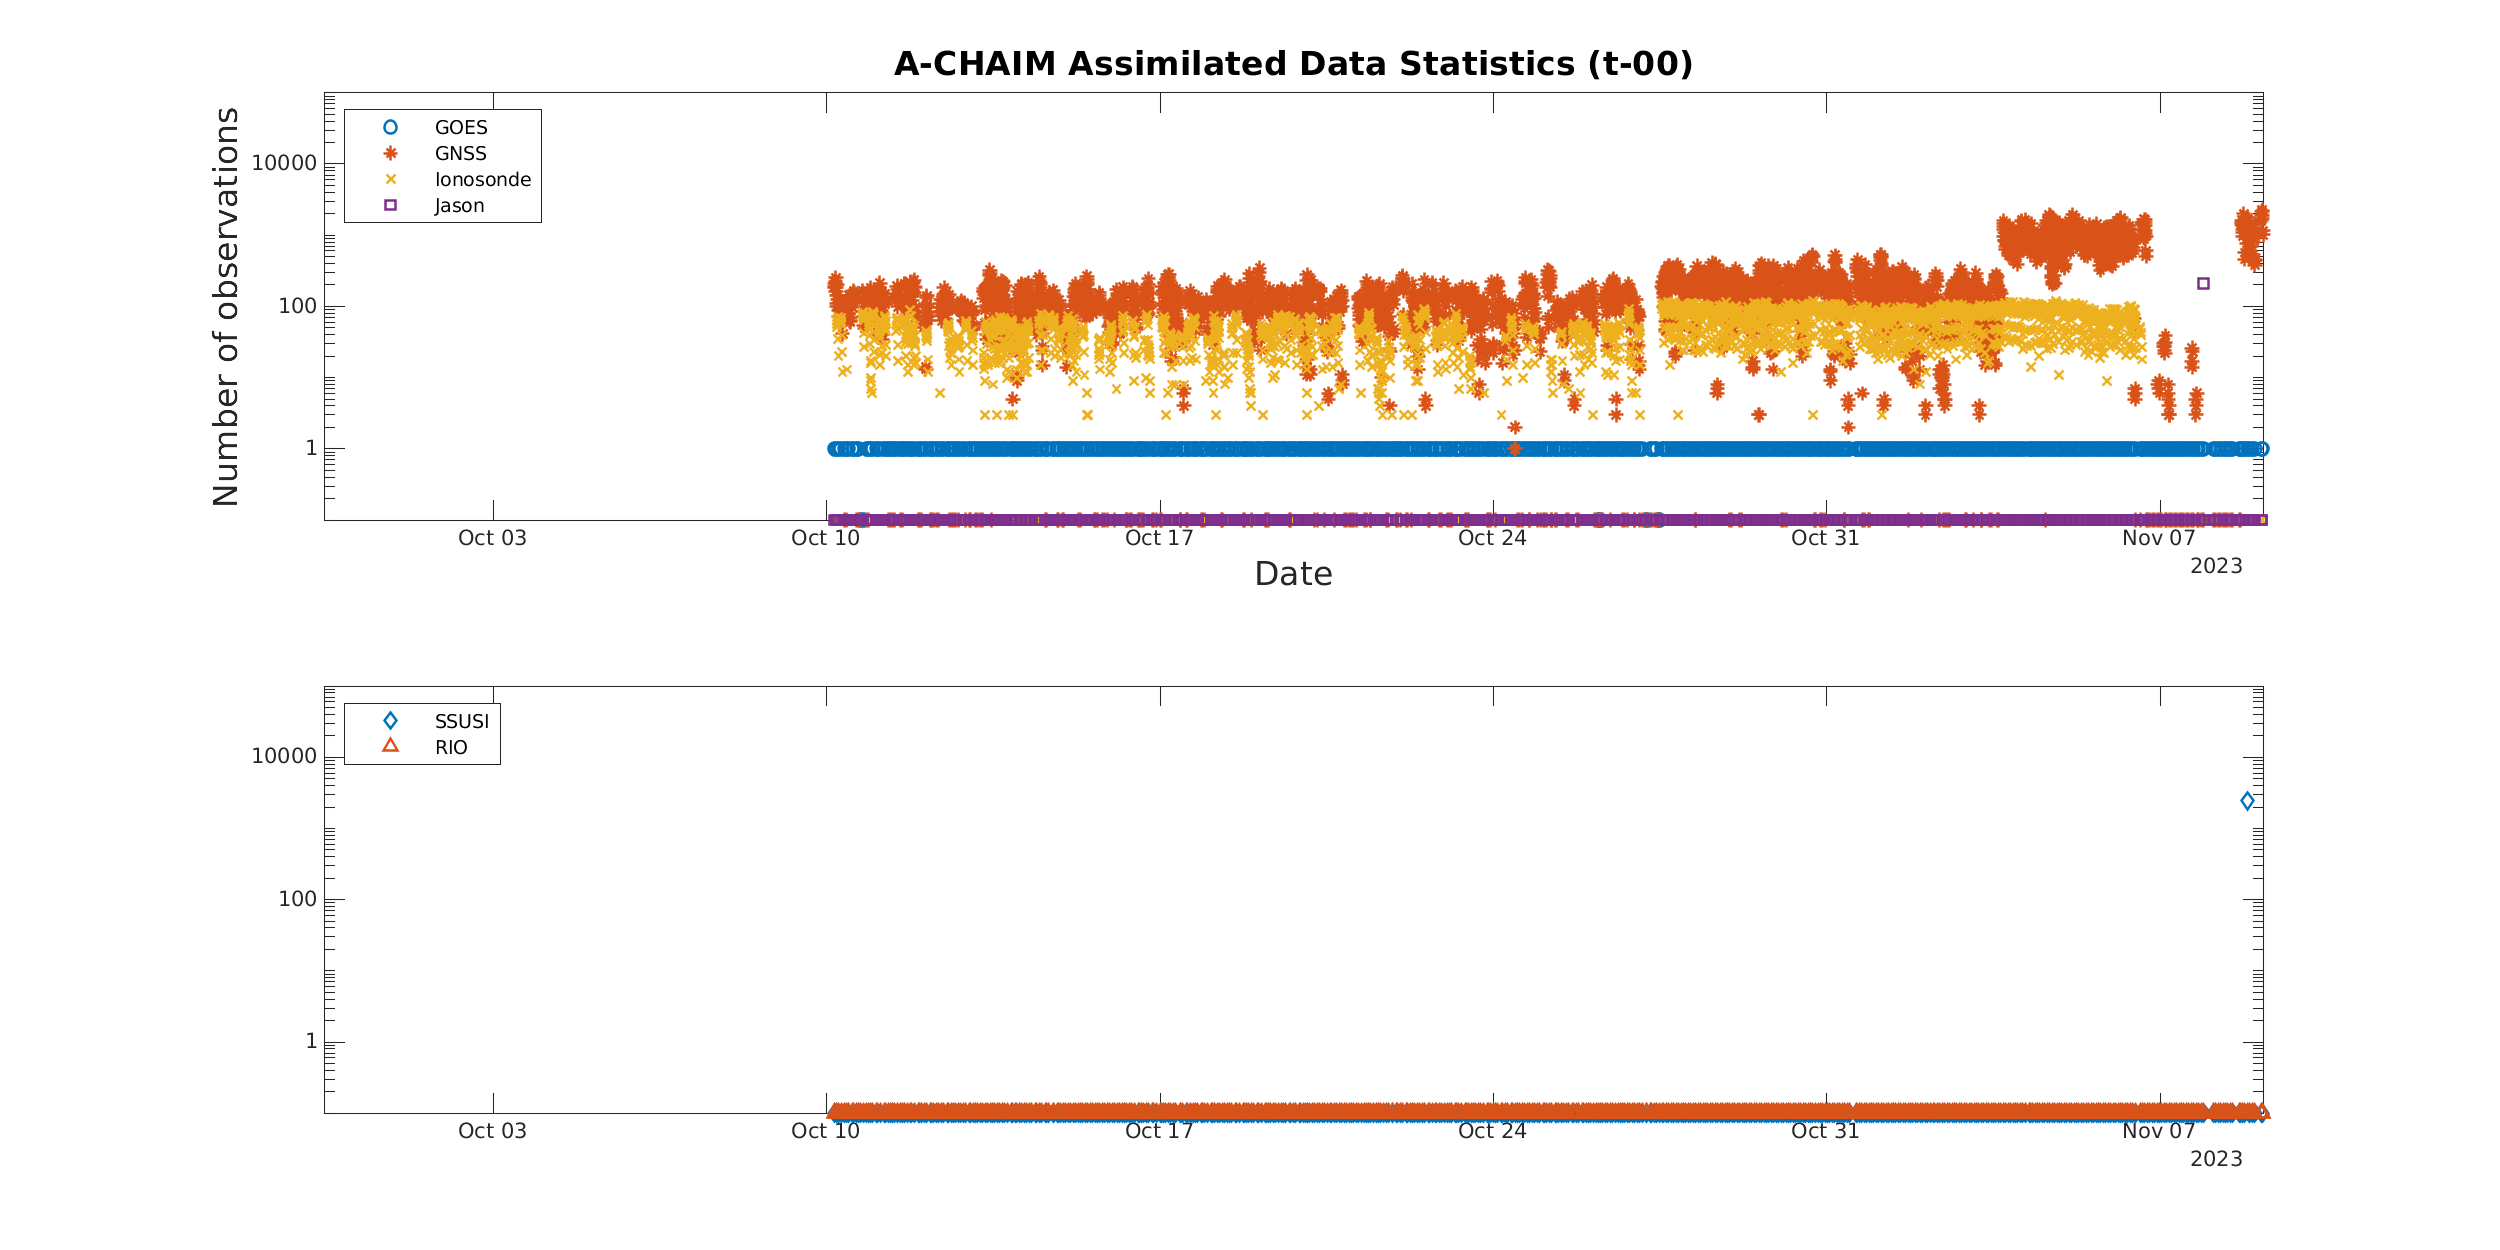 A-CHAIM Assimilated Data Statistics (t-00)
Number of observations
GOES
GNSS
Ionosonde
Jason
10000
100
1
Oct 03
Oct 10
Oct 17
Oct 24
Oct 31
Nov 07
2023
Date
SSUSI
RIO
10000
100
1
Oct 03
Oct 10
Oct 17
Oct 24
Oct 31
Nov 07
2023